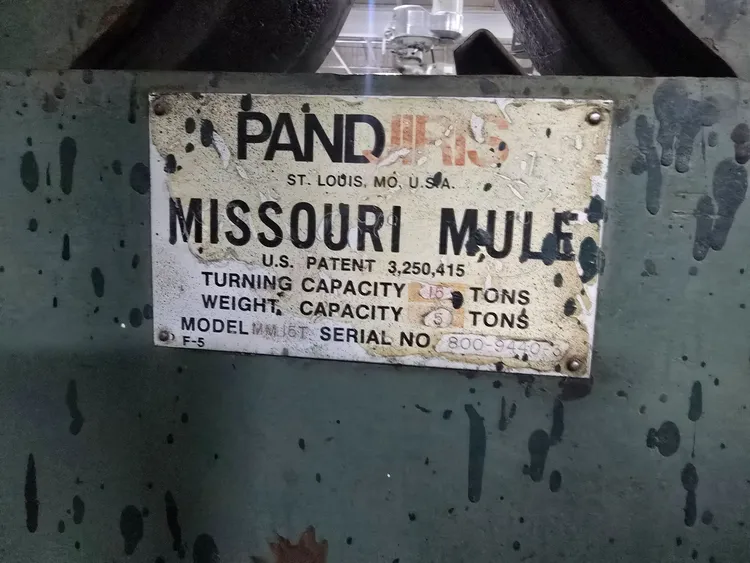 PANDJIRIS
ST. LOUIS, MO, U.S.A.
MISSOURI MULE
U.S. PATENT 3,250,415
TURNING CAPACITY 15 TONS
WEIGHT CAPACITY 5 TONS
MODEL MM15T SERIAL NO. 800-9440-
F-5